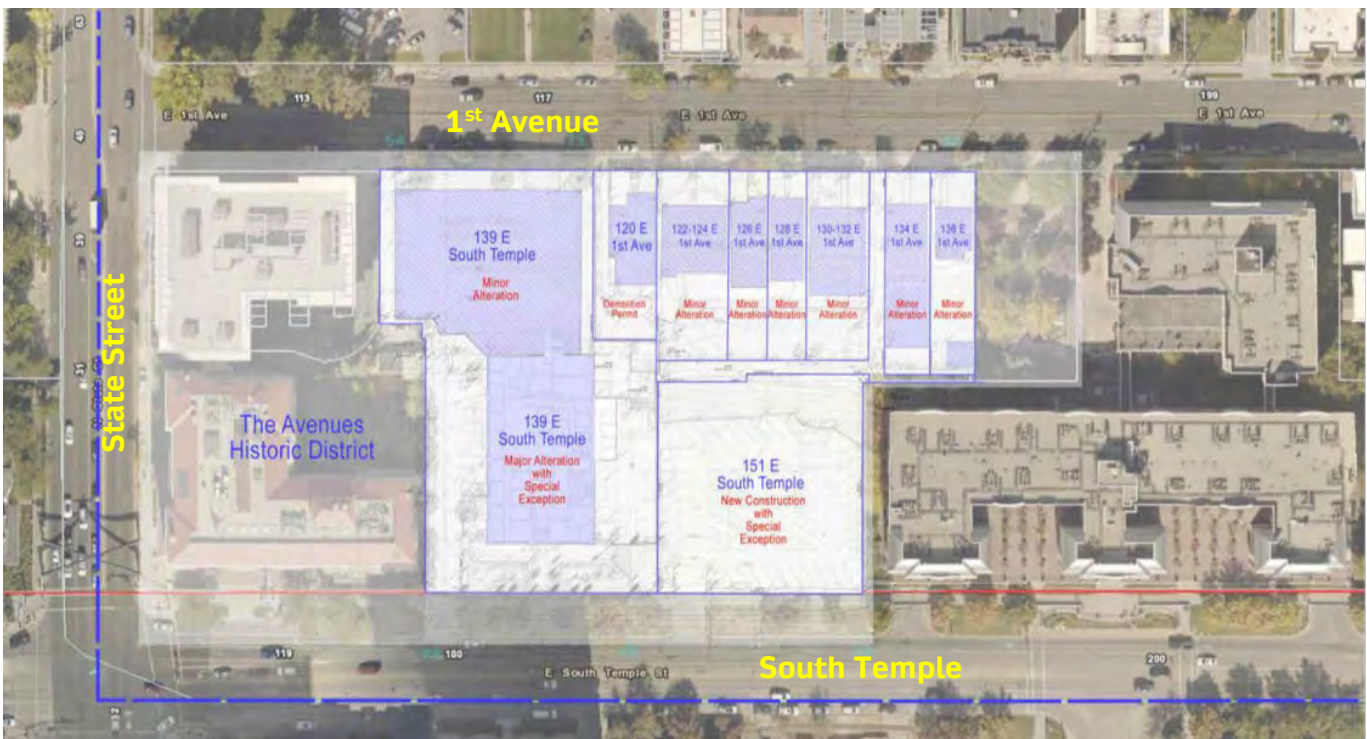 113
117
199
E 1st Ave
1st Avenue
E 1st Ave
E 1st Ave
139 E
South Temple
Minor
Alteration
120 E
1st Ave
Demolition
Permit
122-124 E
1st Ave
Minor
Alteration
126 E
1st Ave
Minor
Alteration
128 E
1st Ave
Minor
Alteration
130-132 E
1st Ave
Minor
Alteration
134 E
1st Ave
Minor
Alteration
136 E
1st Ave
Minor
Alteration
State Street
The Avenues
Historic District
139 E
South Temple
Major Alteration
with
Special
Exception
151 E
South Temple
New Construction
with
Special
Exception
119
180
200
E South Temple St
South Temple